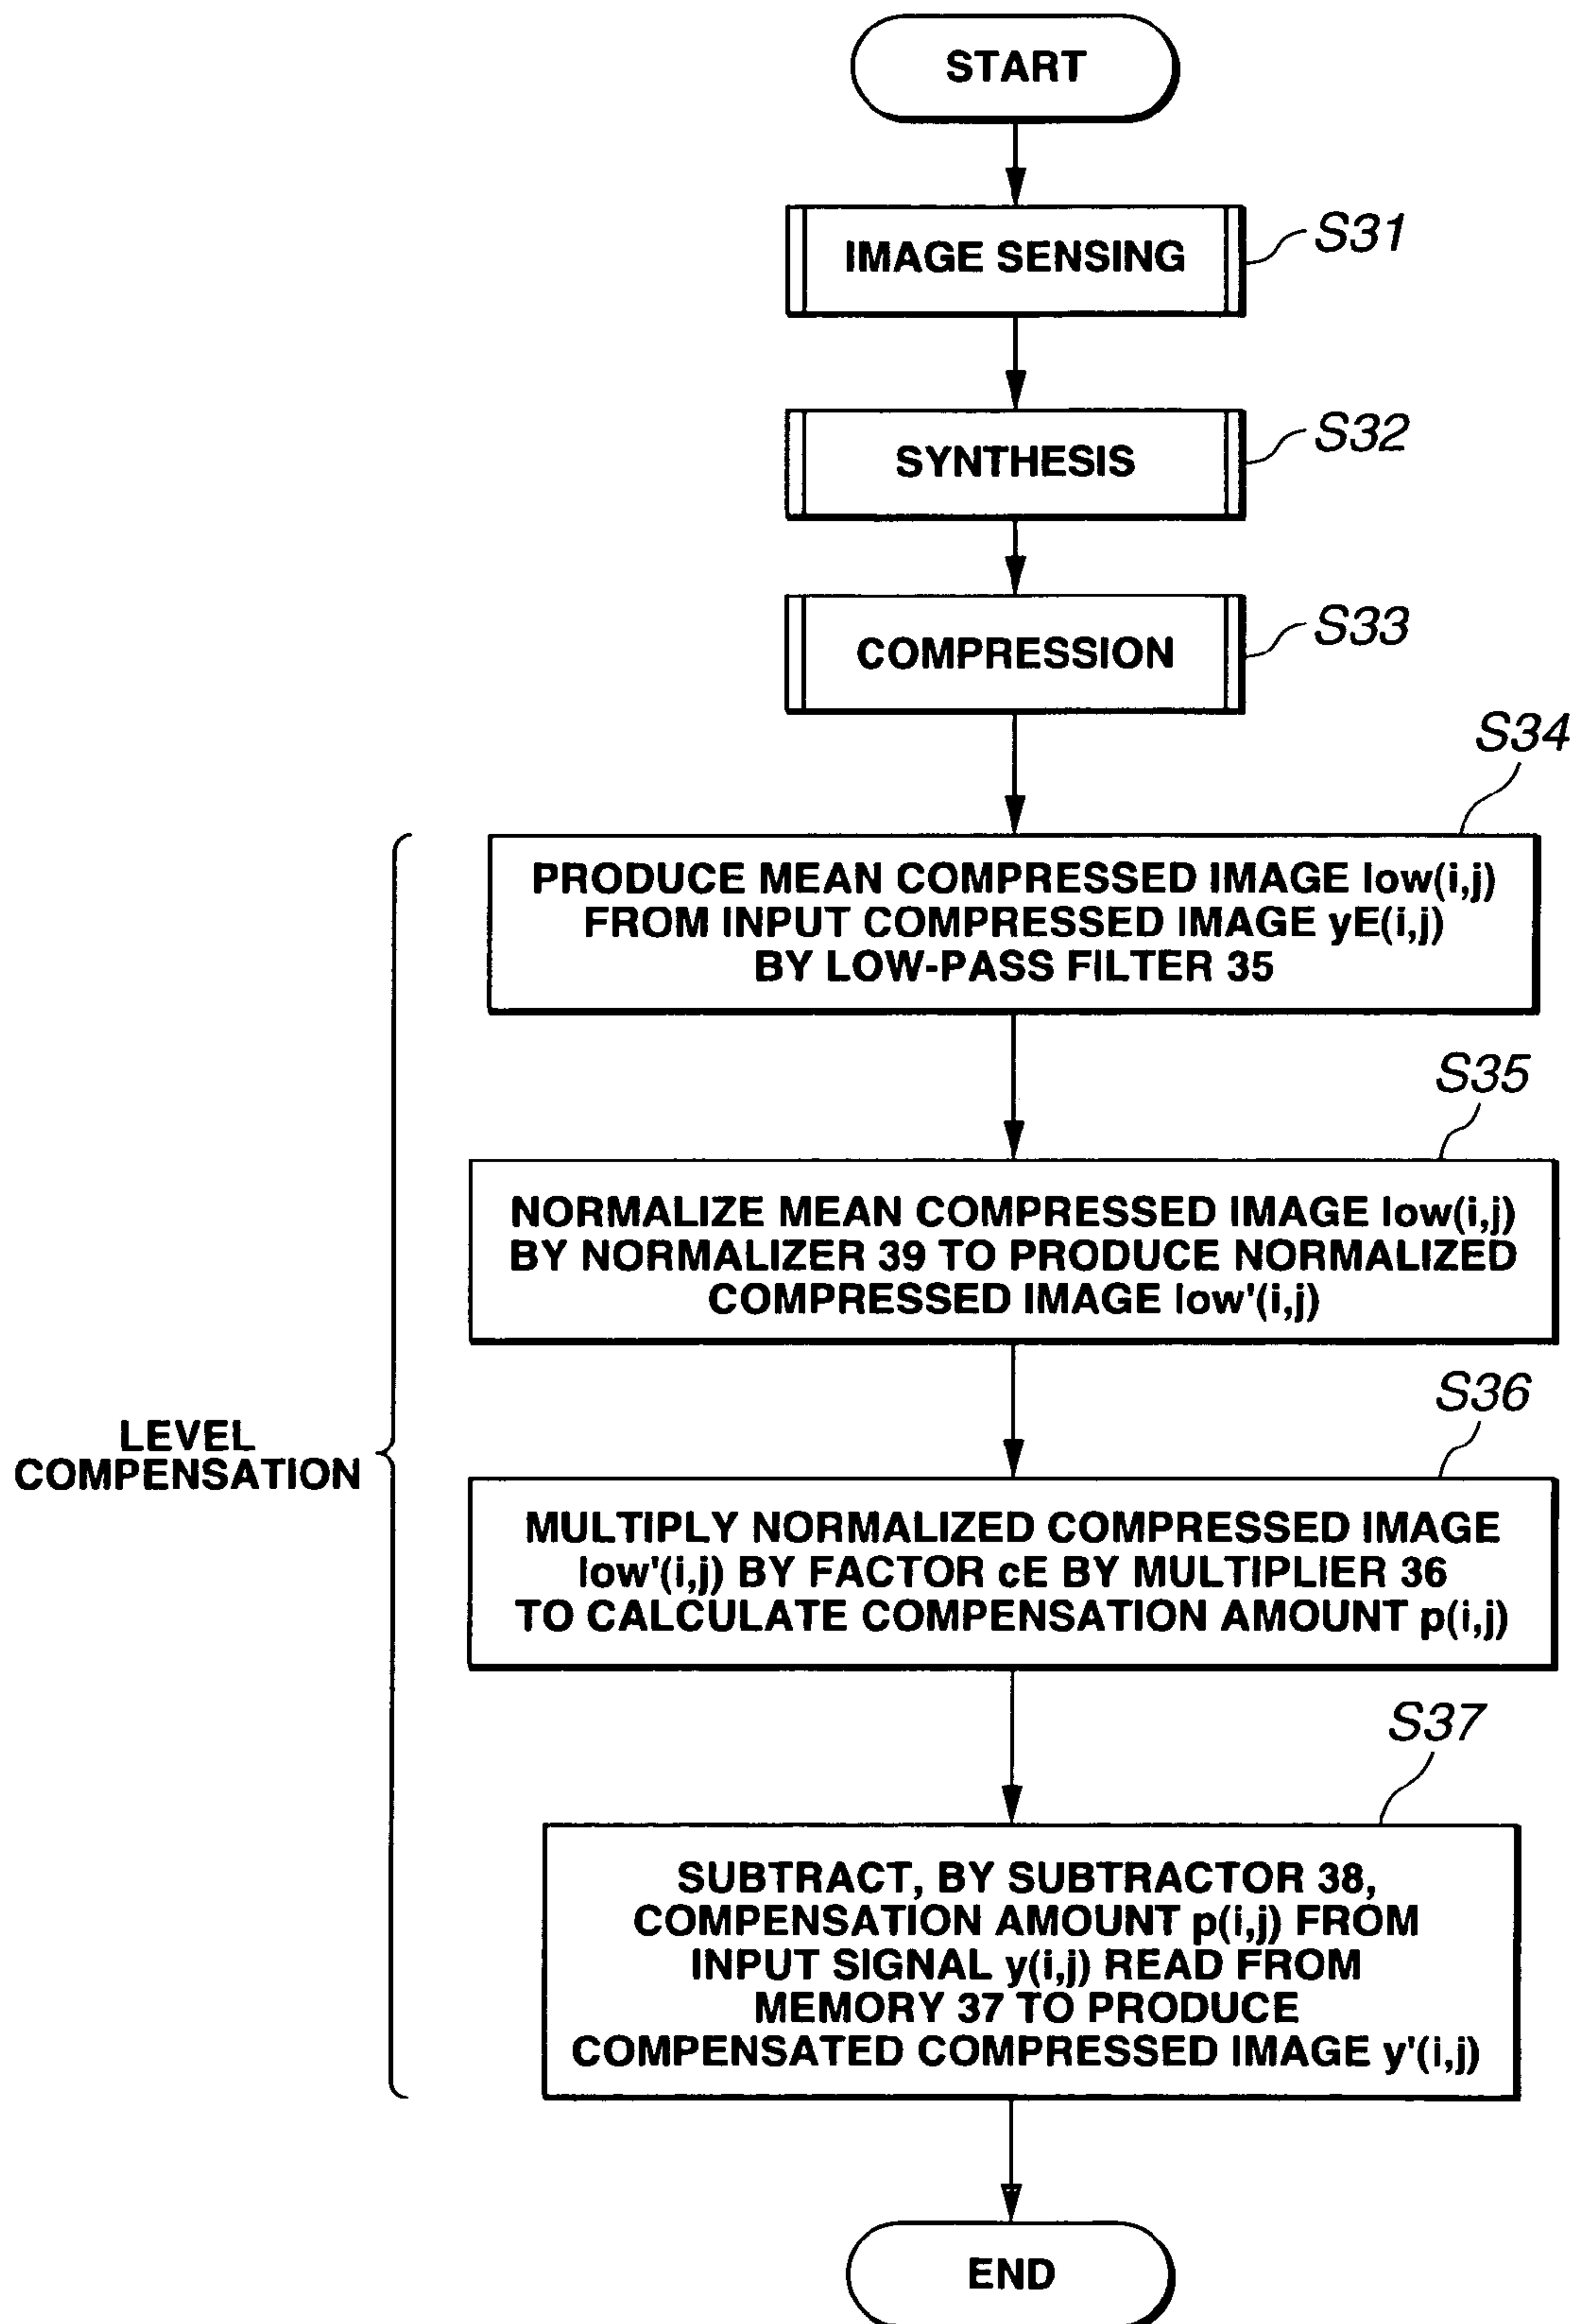 START
IMAGE SENSING
S31
SYNTHESIS
S32
COMPRESSION
S33
S34
PRODUCE MEAN COMPRESSED IMAGE low(i,j)
FROM INPUT COMPRESSED IMAGE yE(i,j)
BY LOW-PASS FILTER 35
S35
NORMALIZE MEAN COMPRESSED IMAGE low(i,j)
BY NORMALIZER 39 TO PRODUCE NORMALIZED
COMPRESSED IMAGE low'(i,j)
LEVEL
COMPENSATION
S36
MULTIPLY NORMALIZED COMPRESSED IMAGE
low'(i,j) BY FACTOR cE BY MULTIPLIER 36
TO CALCULATE COMPENSATION AMOUNT p(i,j)
S37
SUBTRACT, BY SUBTRACTOR 38,
COMPENSATION AMOUNT p(i,j) FROM
INPUT SIGNAL y(i,j) READ FROM
MEMORY 37 TO PRODUCE
COMPENSATED COMPRESSED IMAGE y'(i,j)
END